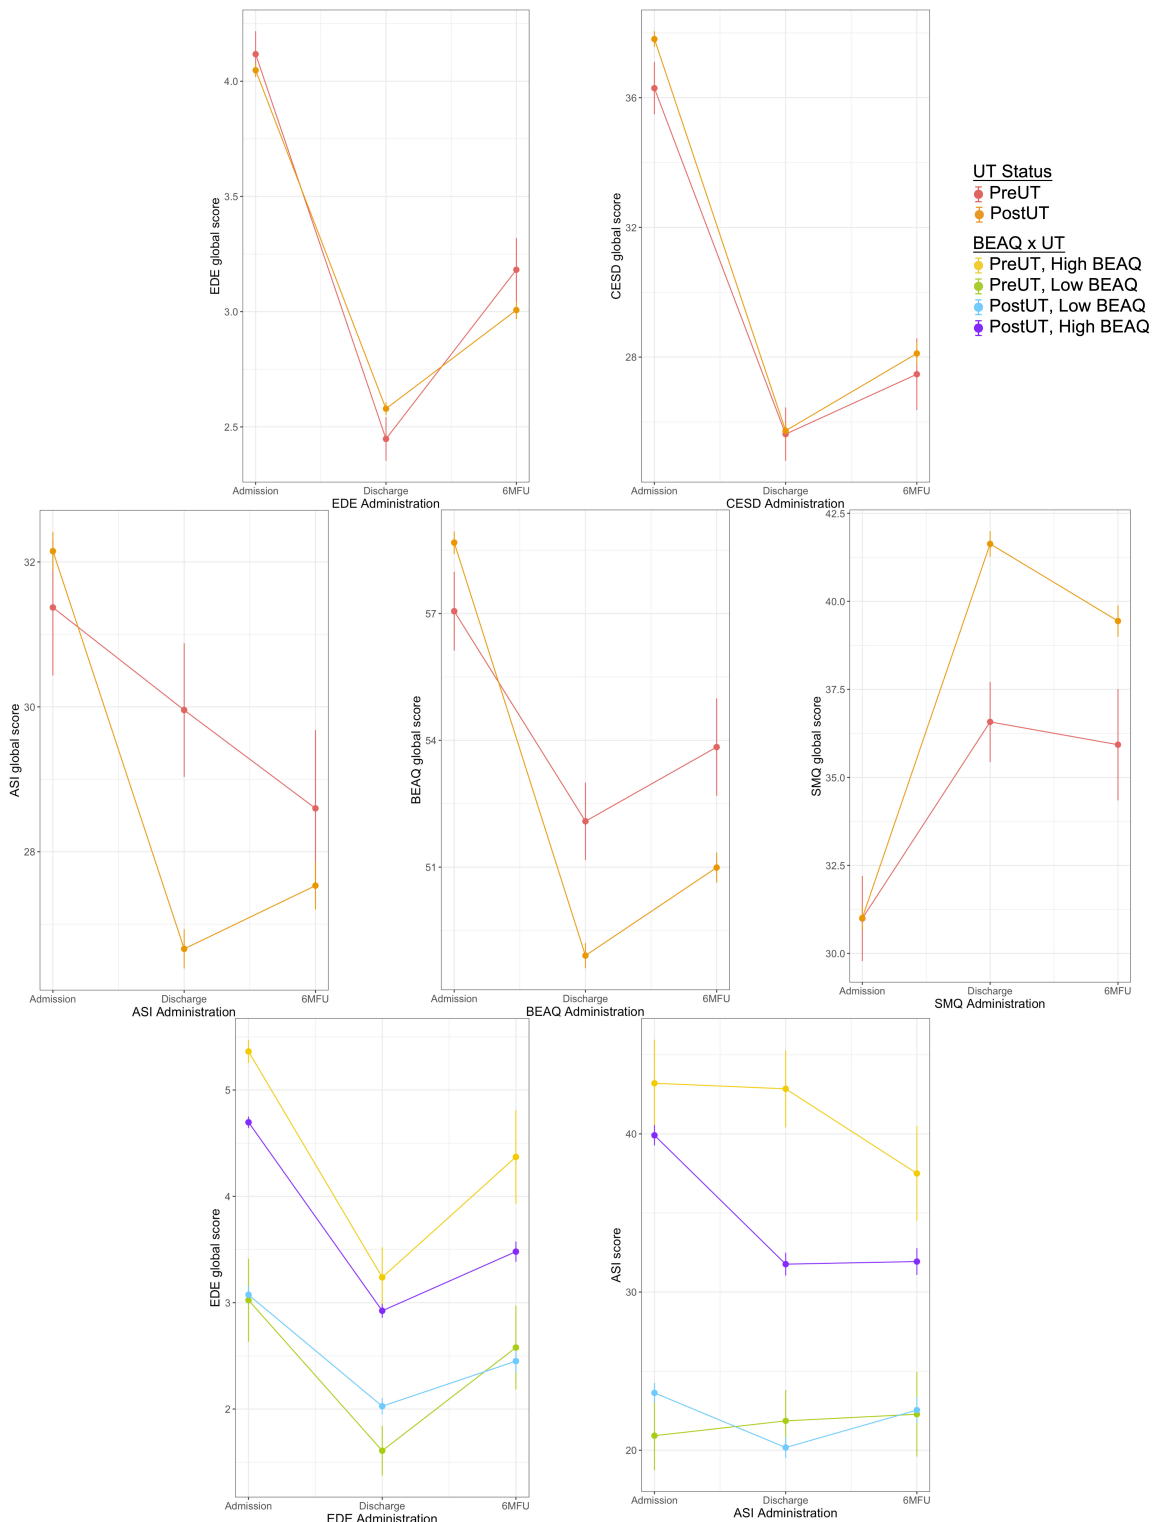 4.0
3.5
3.0
2.5
EDE global score
Admission
Discharge
6MFU
EDE Administration
36
32
28
CESD global score
Admission
Discharge
6MFU
CESD Administration
UT Status
PreUT
PostUT
BEAQ x UT
PreUT, High BEAQ
PreUT, Low BEAQ
PostUT, Low BEAQ
PostUT, High BEAQ
32
30
28
ASI global score
Admission
Discharge
6MFU
ASI Administration
57
54
51
BEAQ global score
Admission
Discharge
6MFU
BEAQ Administration
42.5
40.0
37.5
35.0
32.5
30.0
SMQ global score
Admission
Discharge
6MFU
SMQ Administration
5
4
3
2
EDE global score
Admission
Discharge
6MFU
EDE Administration
40
30
20
ASI score
Admission
Discharge
6MFU
ASI Administration